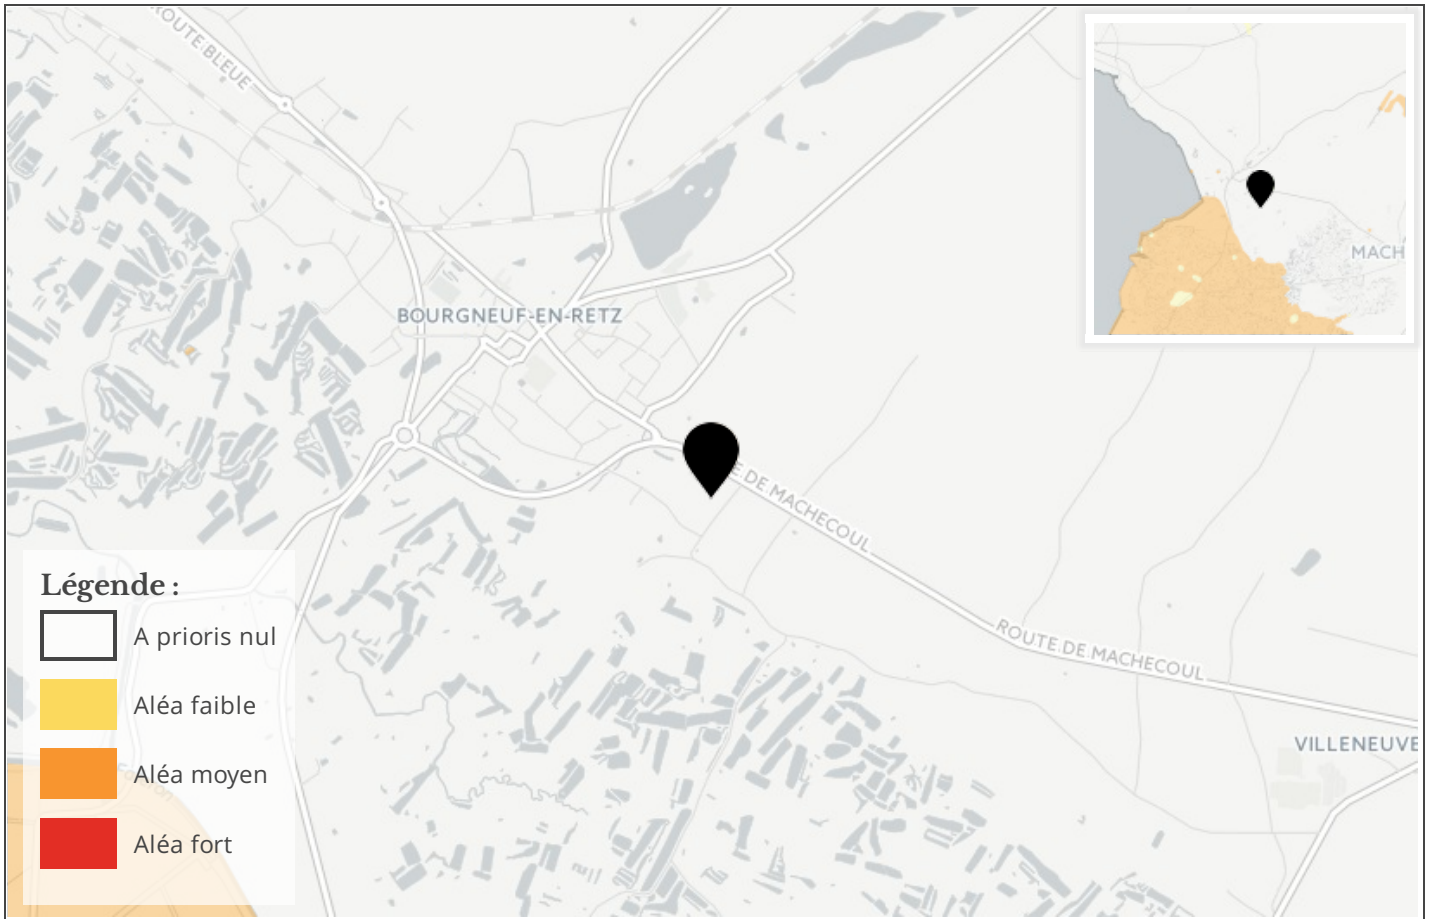 ROUTE BLEUE
MACH
BOURGNEUF-EN-RETZ
E DE MACHECOUL
ROUTE DE MACHECOUL
VILLENEUVE
Légende :
A prioris nul
Aléa faible
Aléa moyen
Aléa fort